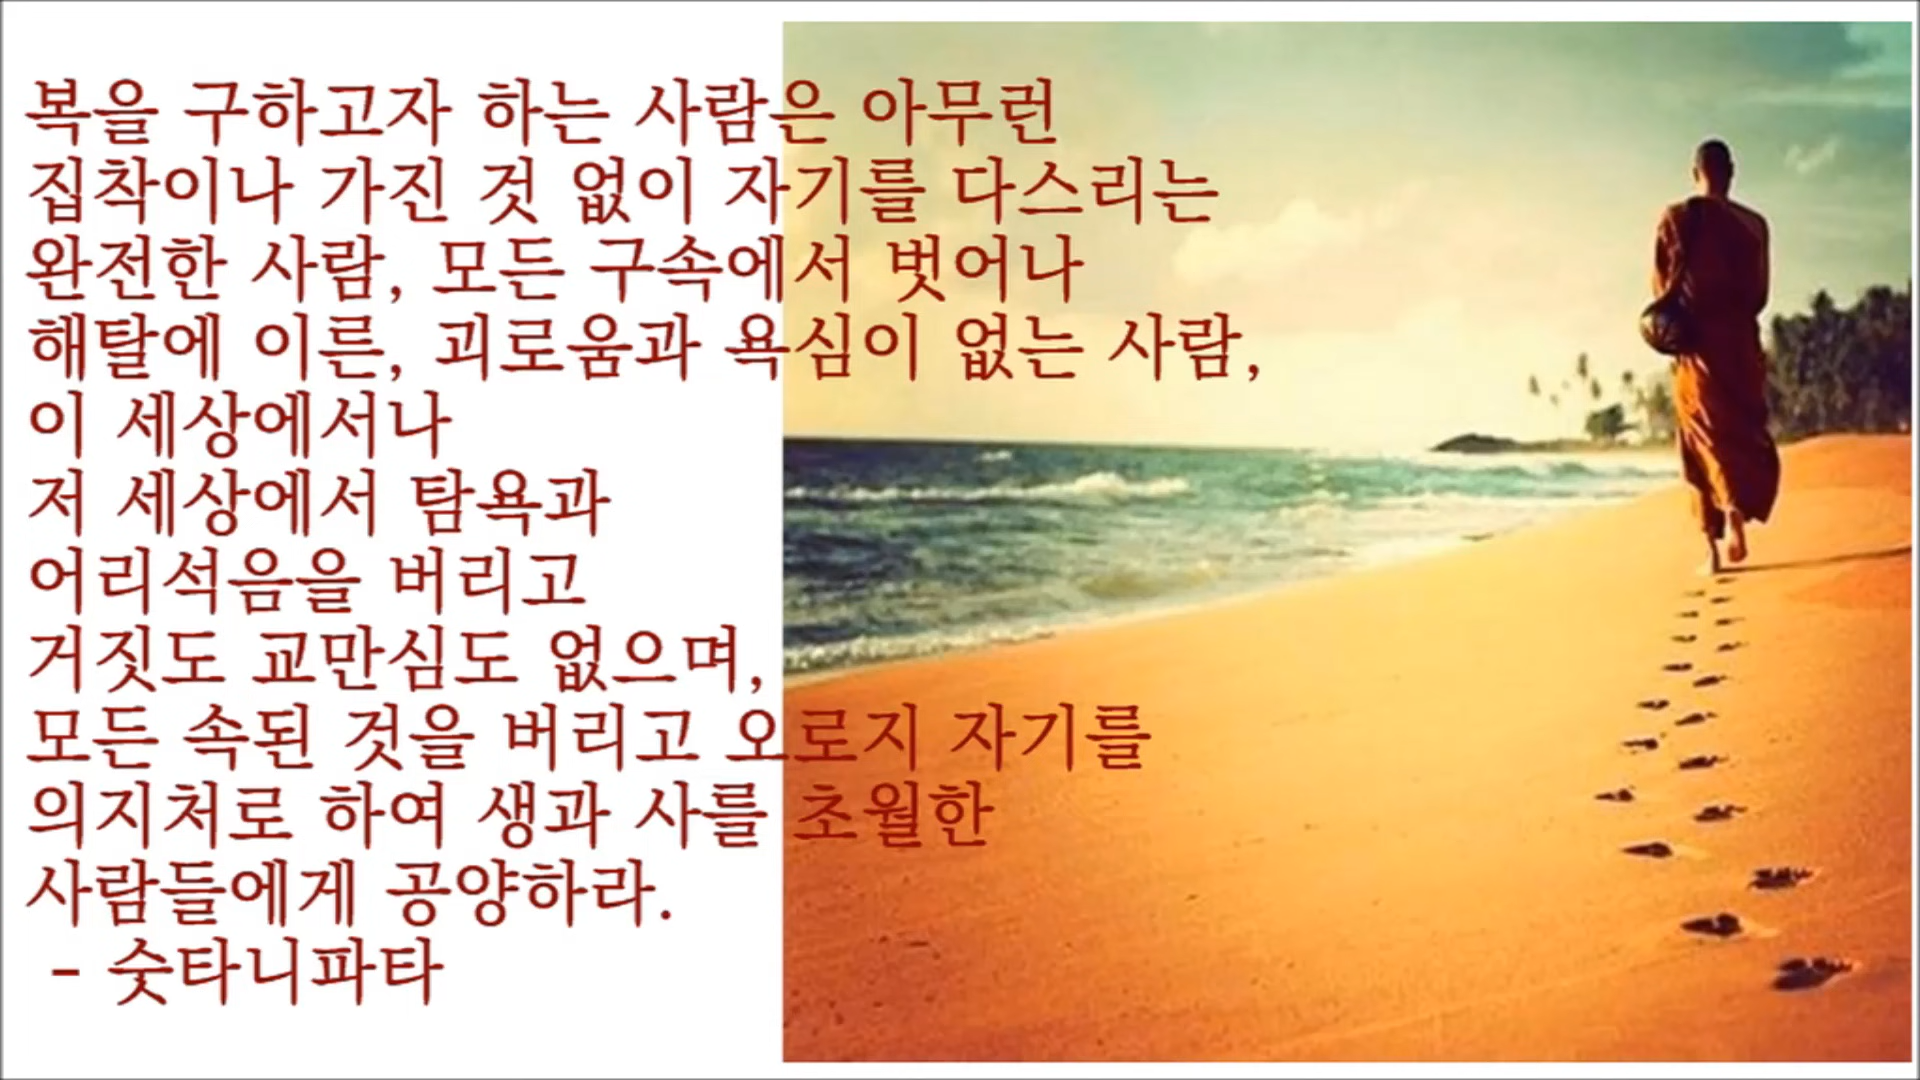 복을 구하고자 하는 사람은 아무런
집착이나 가진 것 없이 자기를 다스리는
완전한 사람, 모든 구속에서 벗어나
해탈에 이른, 괴로움과 욕심이 없는 사람,
이 세상에서나
저 세상에서 탐욕과
어리석음을 버리고
거짓도 교만심도 없으며,
모든 속된 것을 버리고 오로지 자기를
의지처로 하여 생과 사를 초월한
사람들에게 공양하라.
- 숫타니파타